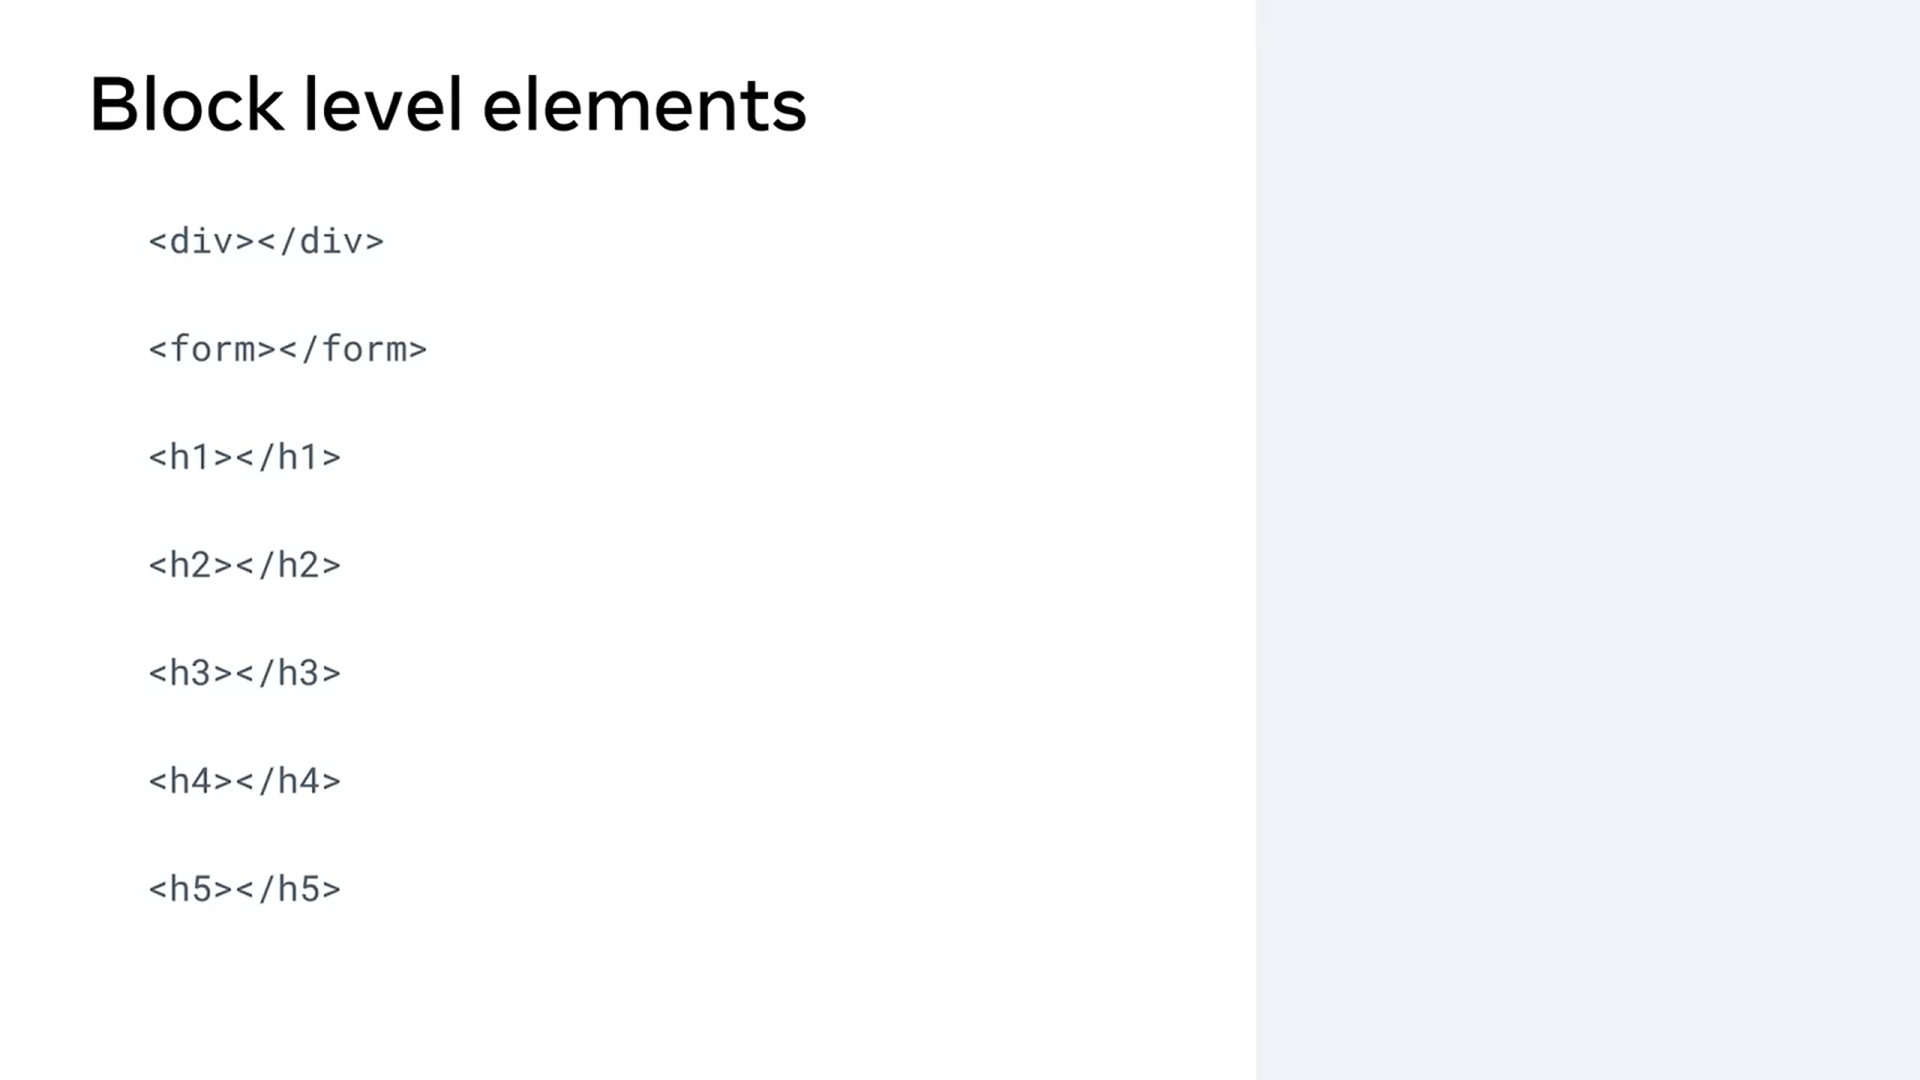 Block level elements
<div></div>
<form></form>
<h1></h1>
<h2></h2>
<h3></h3>
<h4></h4>
<h5></h5>